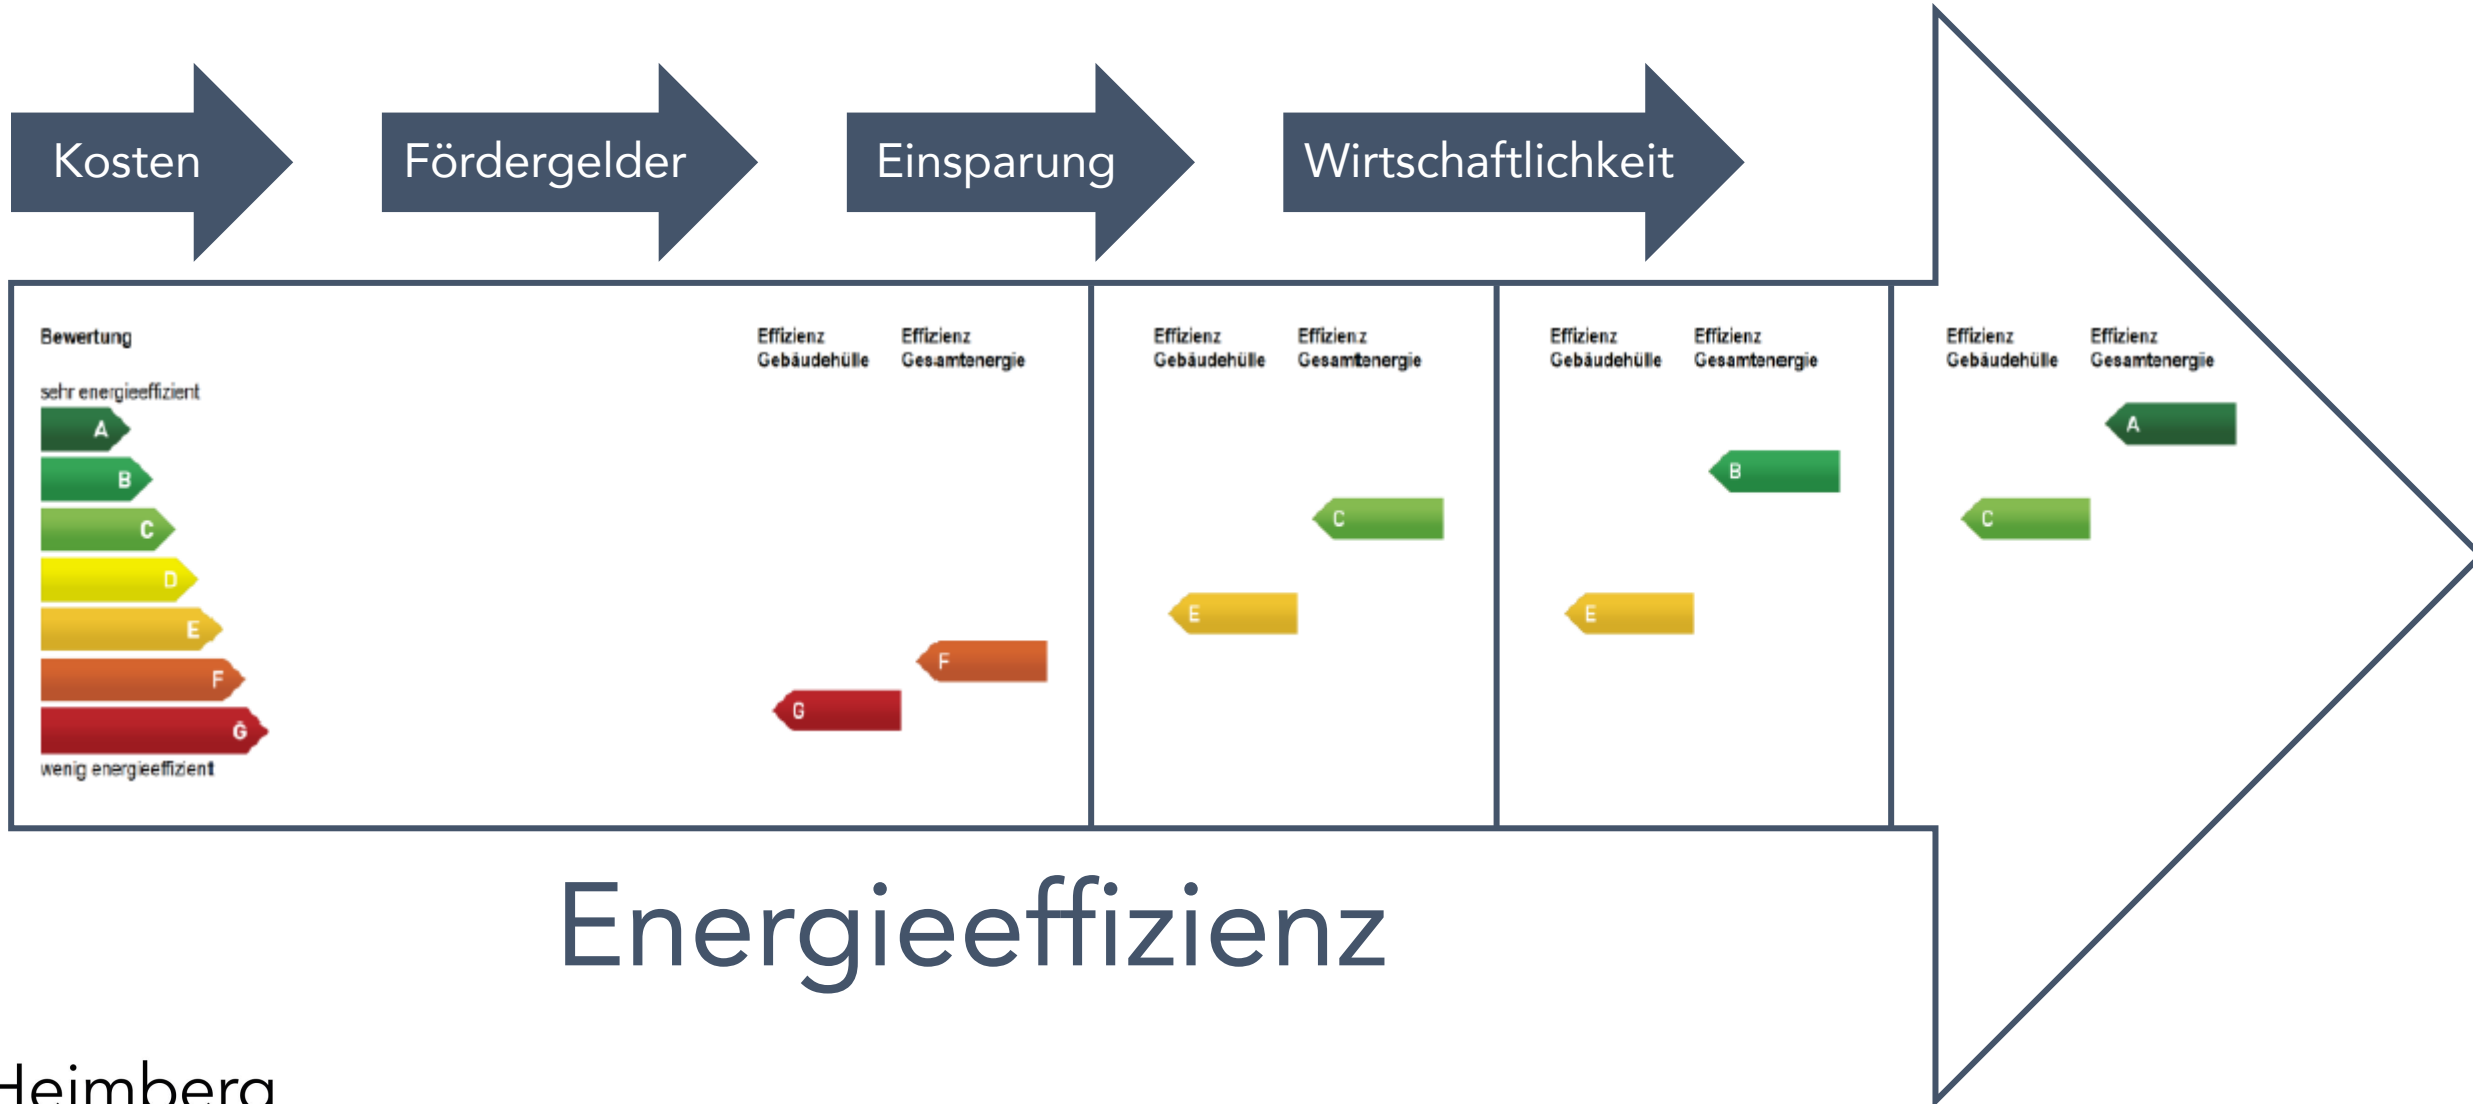 Kosten
Fördergelder
Einsparung
Wirtschaftlichkeit
Bewertung
sehr energieeffizient
A
B
C
D
E
F
G
wenig energieeffizient
Effizienz
Gebäudehülle
Effizienz
Gesamtenergie
F
G
Effizienz
Gebäudehülle
Effizienz
Gesamtenergie
C
E
Effizienz
Gebäudehülle
Effizienz
Gesamtenergie
B
E
Effizienz
Gebäudehülle
Effizienz
Gesamtenergie
A
C
Energieeffizienz
Heimberg